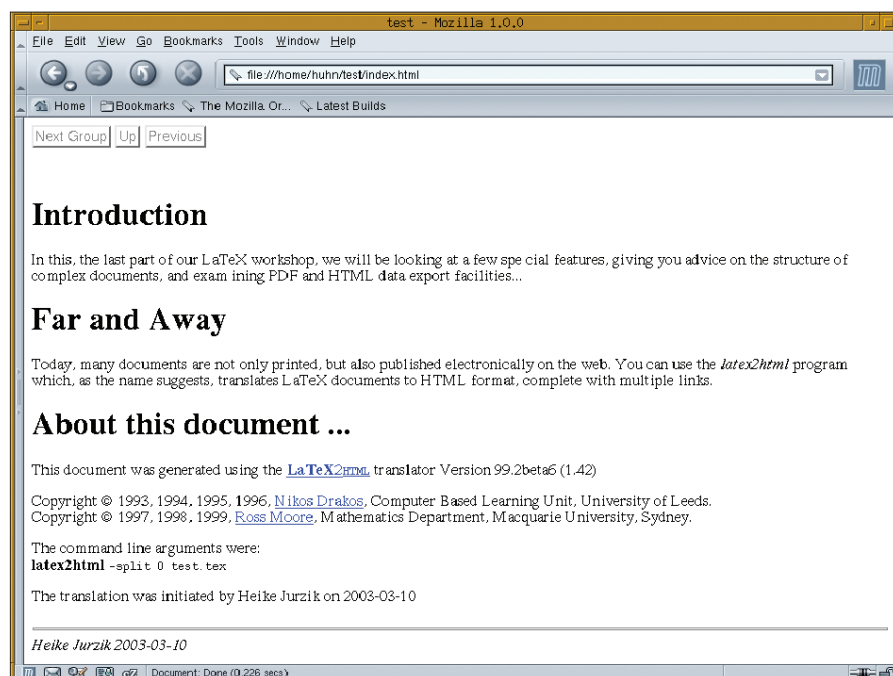 test - Mozilla 1.0.0
File Edit View Go Bookmarks Tools Window Help
file:///home/huhn/test/index.html
Home Bookmarks The Mozilla Or... Latest Builds
Next Group Up Previous
Introduction
In this, the last part of our LaTeX workshop, we will be looking at a few spe cial features, giving you advice on the structure of
complex documents, and exam ining PDF and HTML data export facilities...
Far and Away
Today, many documents are not only printed, but also published electronically on the web. You can use the latex2html program
which, as the name suggests, translates LaTeX documents to HTML format, complete with multiple links.
About this document ...
This document was generated using the LaTeX2HTML translator Version 99.2beta6 (1.42)
Copyright © 1993, 1994, 1995, 1996, Nikos Drakos, Computer Based Learning Unit, University of Leeds.
Copyright © 1997, 1998, 1999, Ross Moore, Mathematics Department, Macquarie University, Sydney.
The command line arguments were:
latex2html -split 0 test.tex
The translation was initiated by Heike Jurzik on 2003-03-10
Heike Jurzik 2003-03-10
Document: Done (0.226 secs)